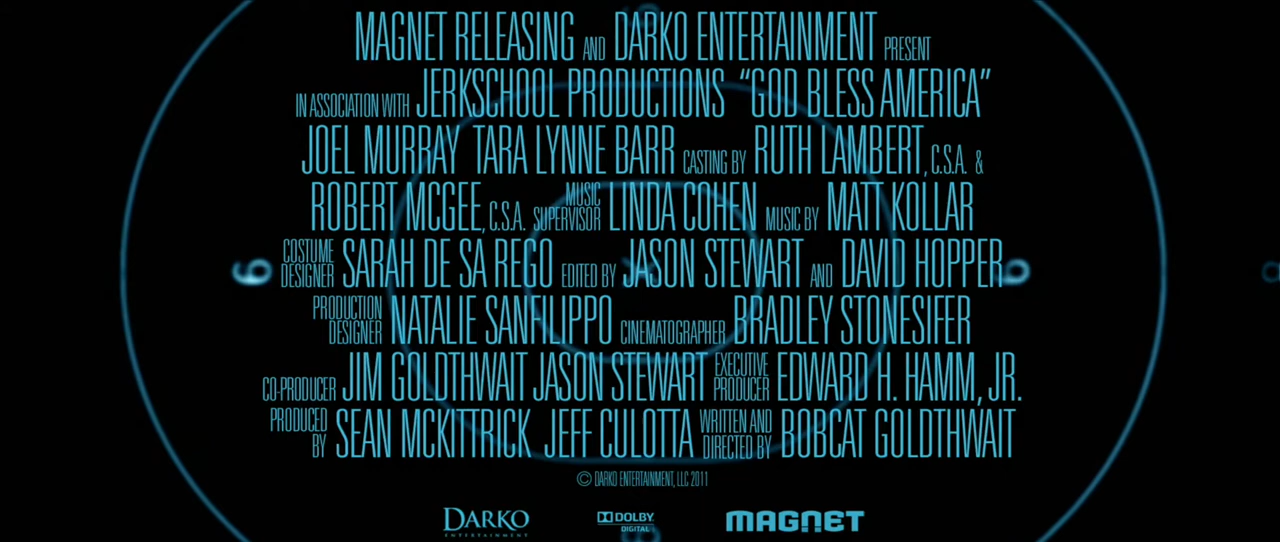 MAGNET RELEASING AND DARKO ENTERTAINMENT PRESENT
IN ASSOCIATION WITH JERKSCHOOL PRODUCTIONS “GOD BLESS AMERICA”
JOEL MURRAY TARA LYNNE BARR CASTING BY RUTH LAMBERT, C.S.A. &
ROBERT MCGEE, C.S.A. MUSIC SUPERVISOR LINDA COHEN MUSIC BY MATT KOLLAR
COSTUME DESIGNER SARAH DE SA REGO EDITED BY JASON STEWART AND DAVID HOPPER
6 6
PRODUCTION DESIGNER NATALIE SANFILIPPO CINEMATOGRAPHER BRADLEY STONESIFER
CO-PRODUCER JIM GOLDTHWAIT JASON STEWART EXECUTIVE PRODUCER EDWARD H. HAMM, JR.
PRODUCED BY SEAN MCKITTRICK JEFF CULOTTA WRITTEN AND DIRECTED BY BOBCAT GOLDTHWAIT
© DARKO ENTERTAINMENT, LLC 2011
DARKO ENTERTAINMENT DOLBY DIGITAL MAGNET